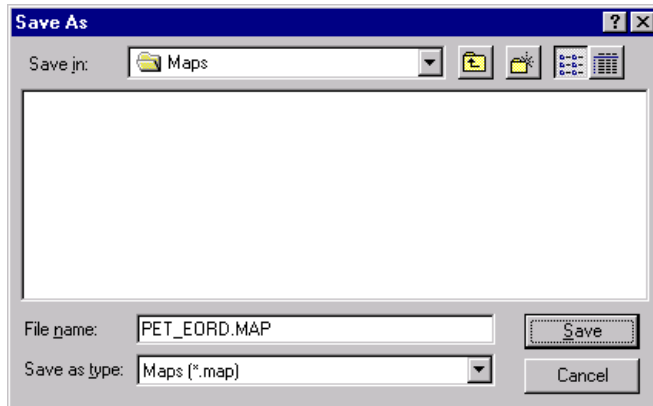 Save As
Save in: Maps
File name: PET_EORD.MAP Save
Save as type: Maps (*.map) Cancel